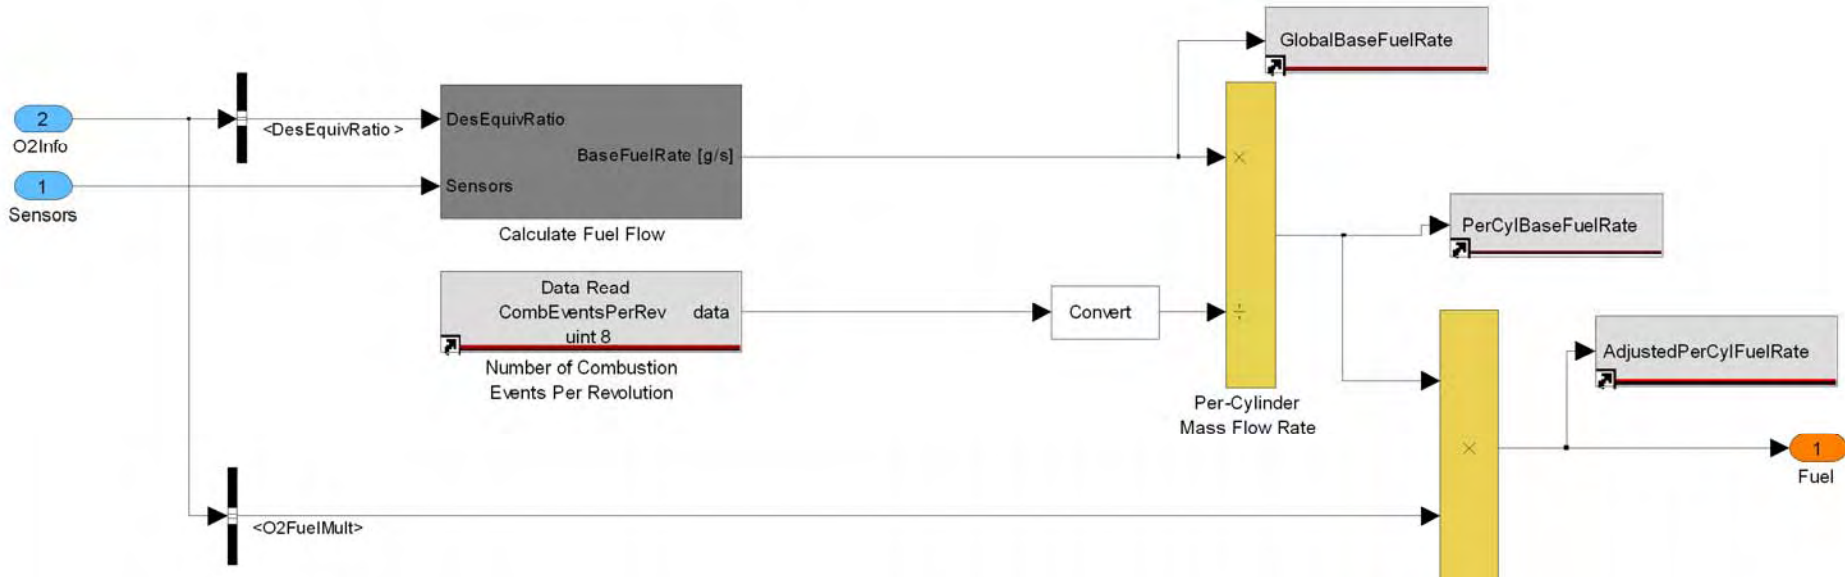 GlobalBaseFuelRate
2
O2Info
<DesEquivRatio >
DesEquivRatio
BaseFuelRate [g/s]
×
1
Sensors
Sensors
Calculate Fuel Flow
PerCylBaseFuelRate
Data Read
CombEventsPerRev data
uint 8
Convert
÷
Number of Combustion
Events Per Revolution
Per-Cylinder
Mass Flow Rate
AdjustedPerCylFuelRate
×
1
Fuel
<O2FuelMult>